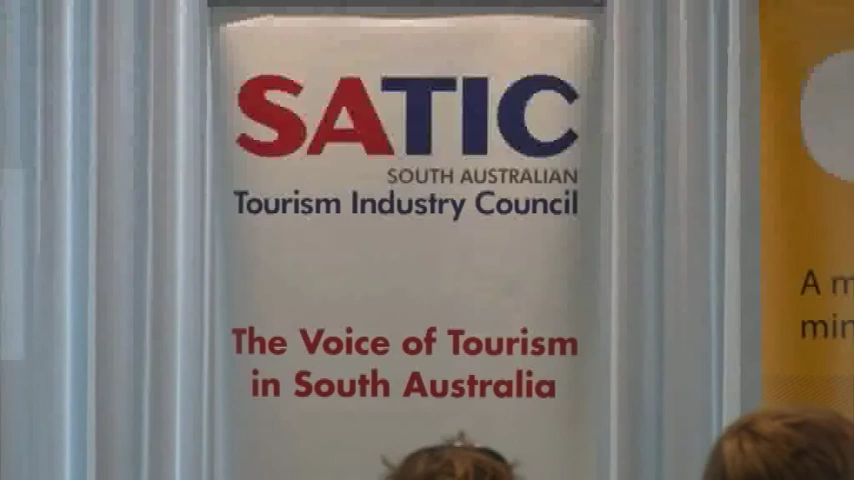 SATIC
SOUTH AUSTRALIAN
Tourism Industry Council
The Voice of Tourism
in South Australia
A